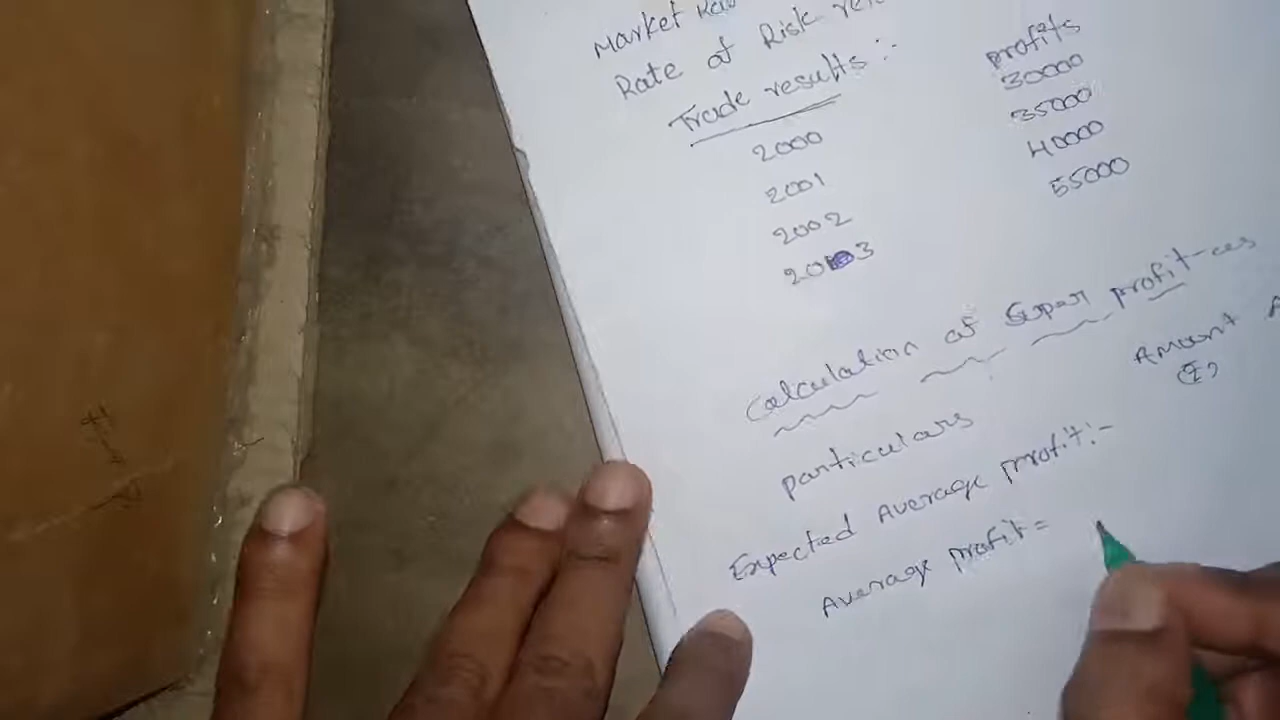 Market
Rate of Risk
Trade results :-
profits
2000 30000
2001 35000
2002 40000
2003 55000
Calculation of Super profit
particulars Amount
(₹)
Expected Average profit:-
Average profit =